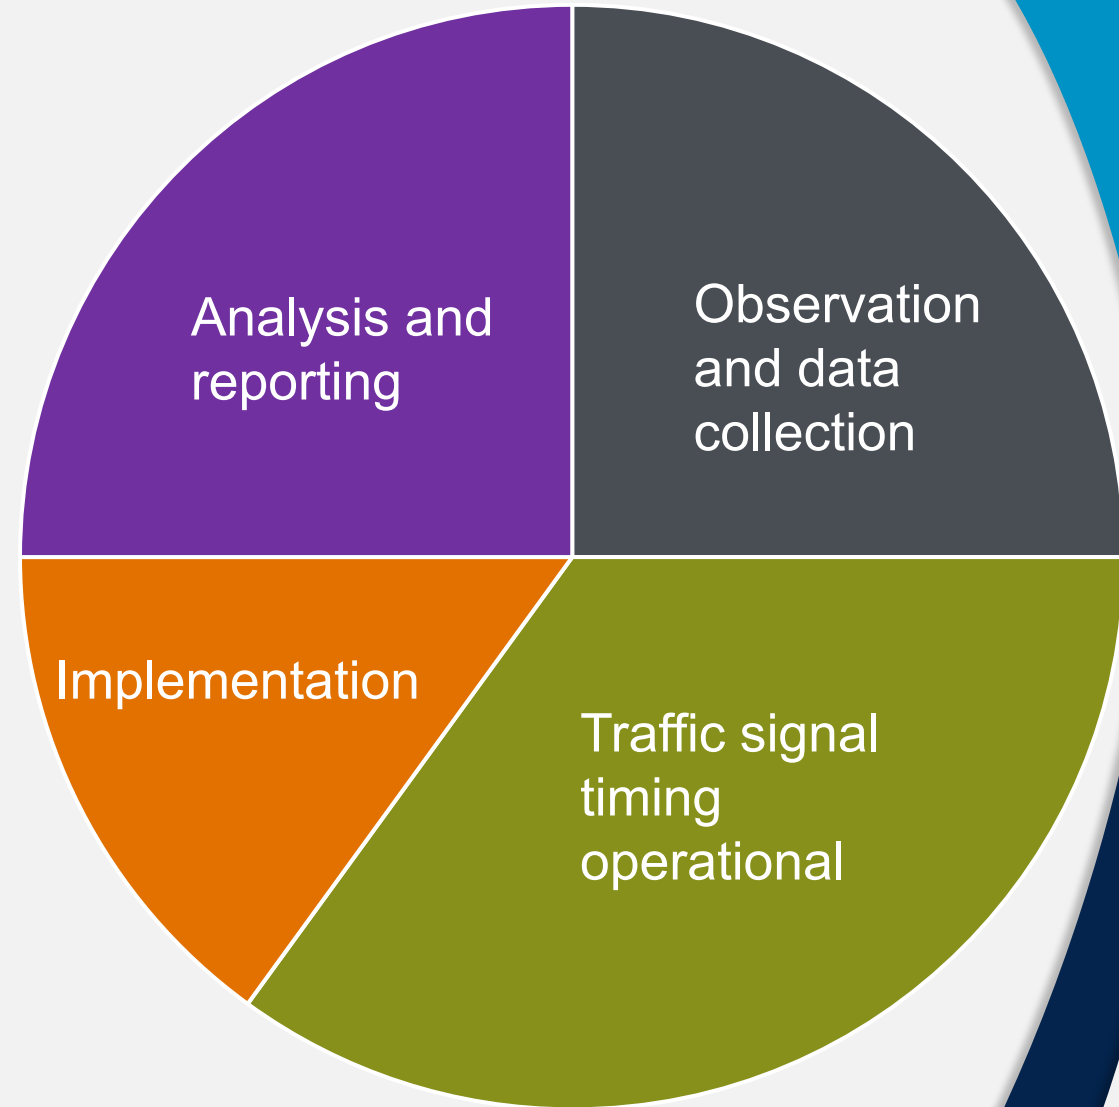 Analysis and
reporting
Observation
and data
collection
Implementation
Traffic signal
timing
operational